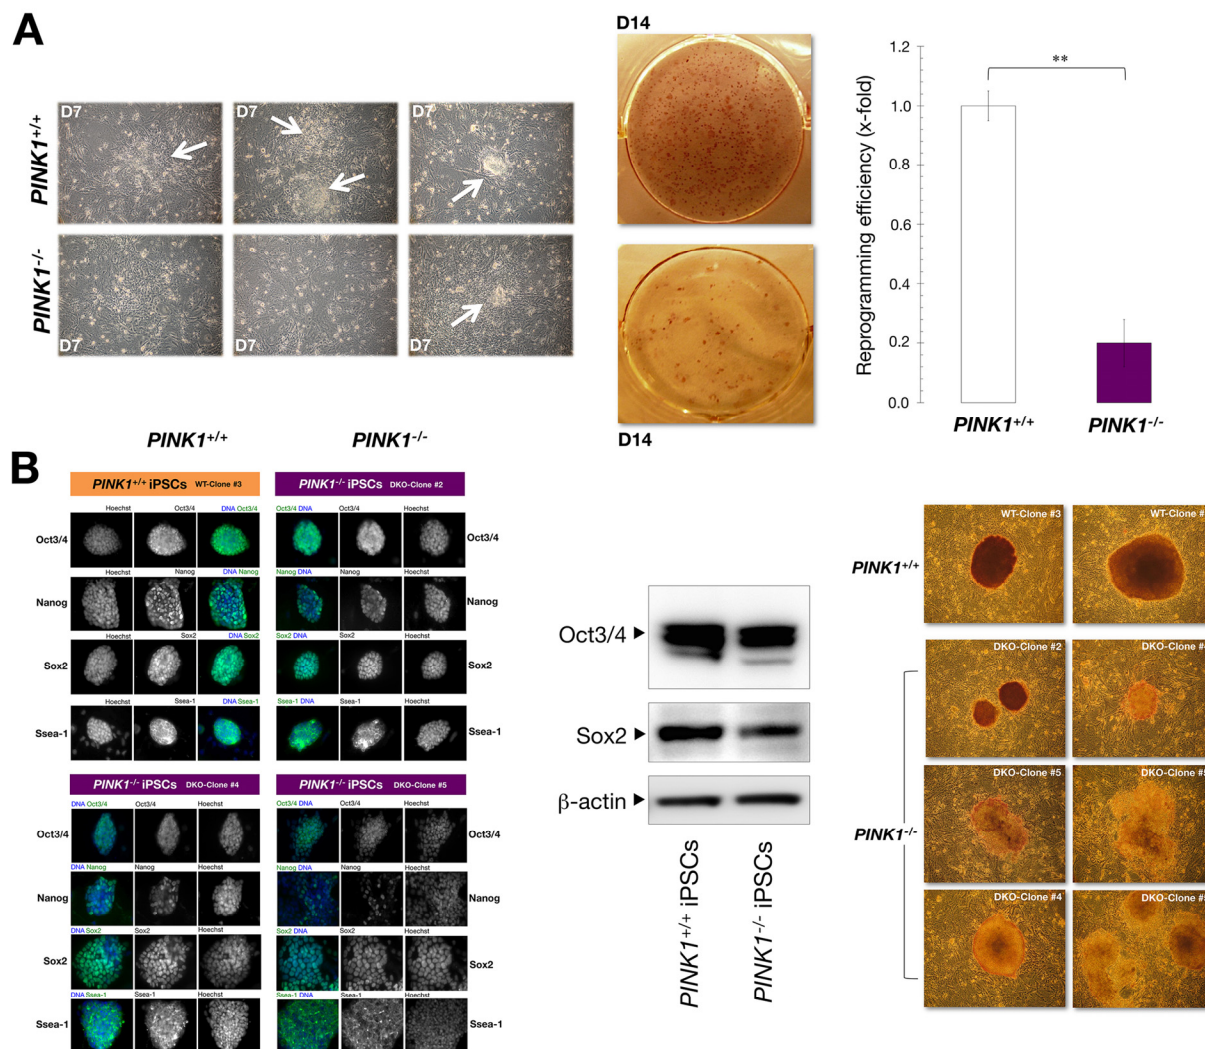 A
D14
D7
D7
D7
PINK1+/+
PINK1-/-
D7
D7
D7
D14
Reprogramming efficiency (x-fold)
1.2
1.0
0.8
0.6
0.4
0.2
0.0
**
PINK1+/+
PINK1-/-
B
PINK1+/+
PINK1-/-
PINK1+/+ iPSCs WT-Clone #3
PINK1-/- iPSCs DKO-Clone #2
Hoechst
Oct3/4
DNA Oct3/4
Oct3/4 DNA
Oct3/4
Hoechst
Oct3/4
Oct3/4
Hoechst
Nanog
DNA Nanog
Nanog DNA
Nanog
Hoechst
Nanog
Nanog
Hoechst
Sox2
DNA Sox2
Sox2 DNA
Sox2
Hoechst
Sox2
Sox2
Hoechst
Ssea-1
DNA Ssea-1
Ssea-1 DNA
Ssea-1
Hoechst
Ssea-1
Ssea-1
PINK1-/- iPSCs DKO-Clone #4
PINK1-/- iPSCs DKO-Clone #5
DNA Oct3/4
Oct3/4
Hoechst
Oct3/4 DNA
Oct3/4
Hoechst
Oct3/4
Oct3/4
DNA Nanog
Nanog
Hoechst
Nanog DNA
Nanog
Hoechst
Nanog
Nanog
DNA Sox2
Sox2
Hoechst
Sox2 DNA
Sox2
Hoechst
Sox2
Sox2
DNA Ssea-1
Ssea-1
Hoechst
Ssea-1 DNA
Ssea-1
Hoechst
Ssea-1
Ssea-1
Oct3/4
Sox2
β-actin
PINK1+/+ iPSCs
PINK1-/- iPSCs
PINK1+/+
WT-Clone #3
WT-Clone #
PINK1-/-
DKO-Clone #2
DKO-Clone #
DKO-Clone #5
DKO-Clone #
DKO-Clone #4
DKO-Clone #